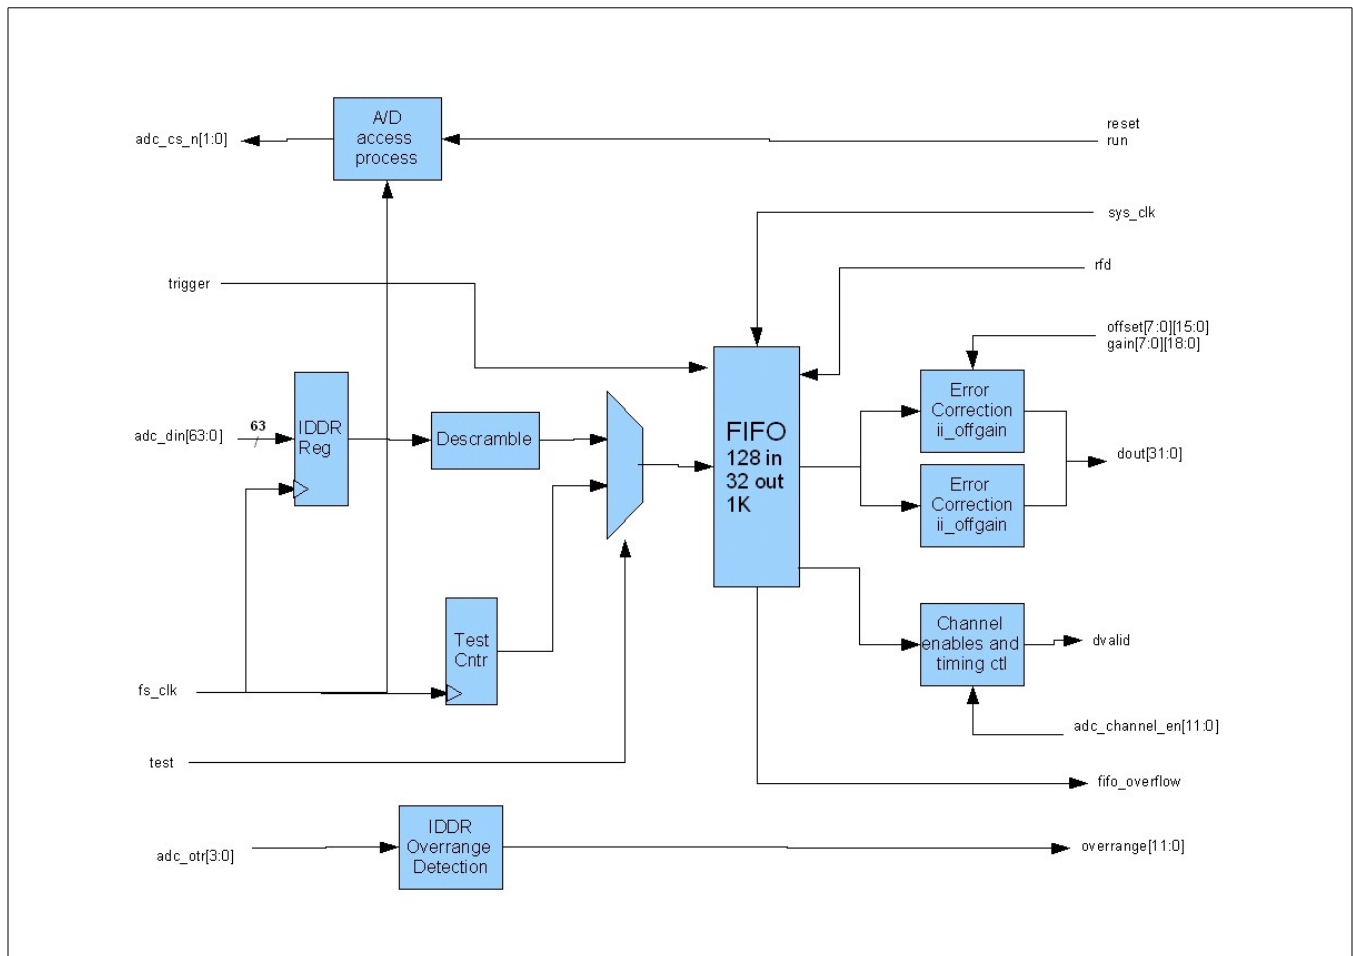 A/D
access
process
adc_cs_n[1:0]
reset
run
sys_clk
rfd
trigger
offset[7:0][15:0]
gain[7:0][18:0]
Error
Correction
ii_offgain
63
IDDR
Reg
adc_din[63:0]
Descramble
FIFO
128 in
32 out
1K
dout[31:0]
Error
Correction
ii_offgain
Test
Cntr
Channel
enables and
timing ctl
dvalid
fs_clk
adc_channel_en[11:0]
test
fifo_overflow
IDDR
Overrange
Detection
adc_otr[3:0]
overrange[11:0]